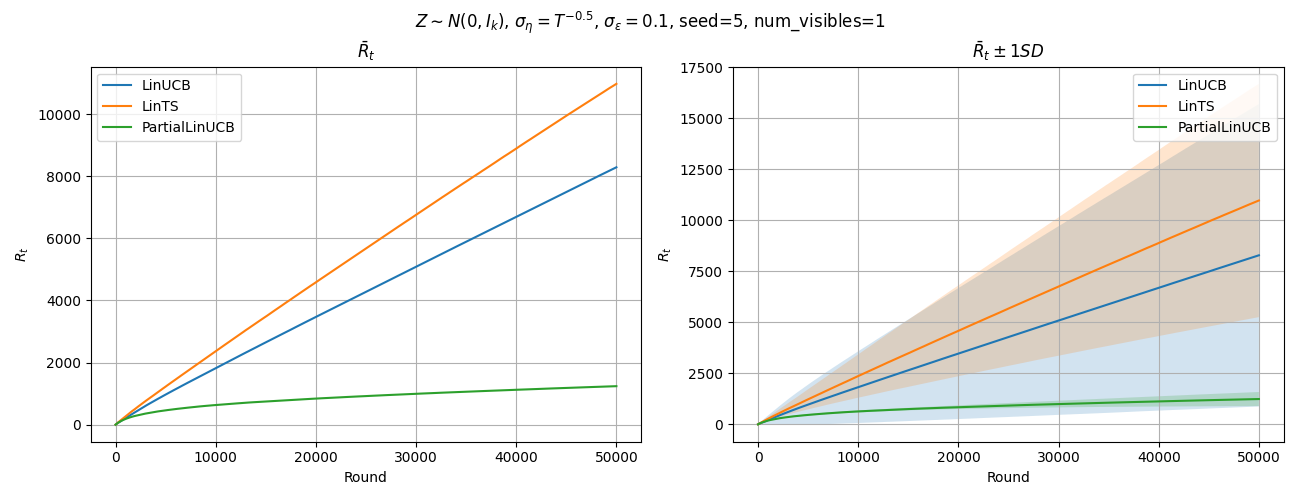 Z ∼ N(0, I_k), σ_η = T^{−0.5}, σ_ε = 0.1, seed=5, num_visibles=1
R̄_t
R_t
10000
8000
6000
4000
2000
0
LinUCB
LinTS
PartialLinUCB
0 10000 20000 30000 40000 50000
Round
R̄_t ± 1SD
R_t
17500
15000
12500
10000
7500
5000
2500
0
LinUCB
LinTS
PartialLinUCB
0 10000 20000 30000 40000 50000
Round